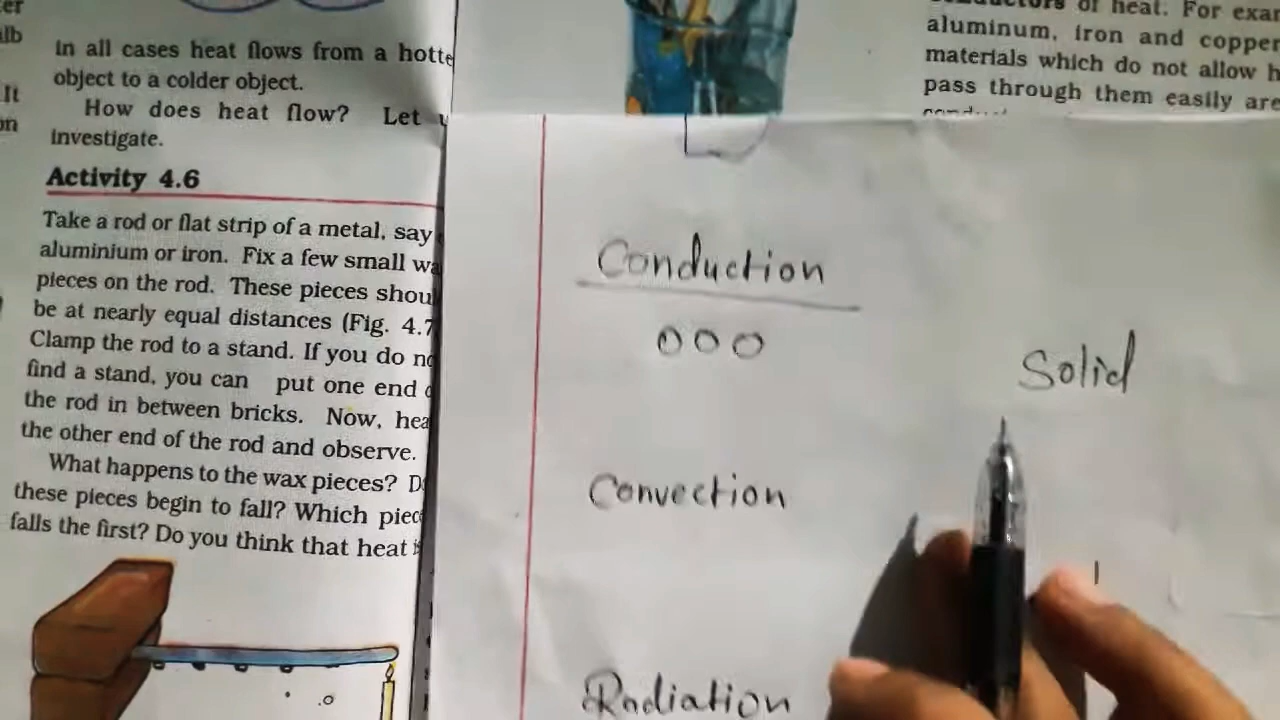 in all cases heat flows from a
object to a colder object.
How does heat flow? Let
investigate.
Activity 4.6
Take a rod or flat strip of a metal, say
aluminium or iron. Fix a few small
pieces on the rod. These pieces
be at nearly equal distances (Fig. 4.7
Clamp the rod to a stand. If you do
find a stand, you can put one end
the rod in between bricks. Now,
the other end of the rod and observe.
What happens to the wax pieces?
these pieces begin to fall? Which
falls the first? Do you think that heat
of heat. For
aluminum, iron and copper
materials which do not allow
pass through them easily are
Conduction
Solid
Convection
Radiation